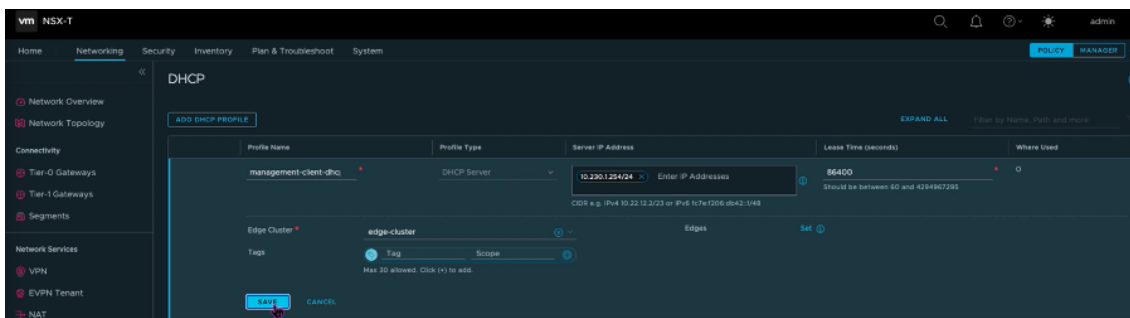 vm NSX-T admin
Home Networking Security Inventory Plan & Troubleshoot System POLICY MANAGER
DHCP
Network Overview
Network Topology
ADD DHCP PROFILE EXPAND ALL Filter by Name, Path and more
Connectivity Profile Name Profile Type Server IP Address Lease Time (seconds) Where Used
Tier-0 Gateways management-client-dhcp * DHCP Server 10.230.1.254/24 × Enter IP Addresses 86400 * 0
Tier-1 Gateways Should be between 60 and 4294967295
Segments CIDR e.g. IPv4 10.22.12.2/23 or IPv6 fc7e:f206:db42::1/48
Edge Cluster * edge-cluster Edges Set
Network Services Tags Tag Scope
VPN Max 30 allowed. Click (+) to add.
EVPN Tenant
SAVE CANCEL
NAT